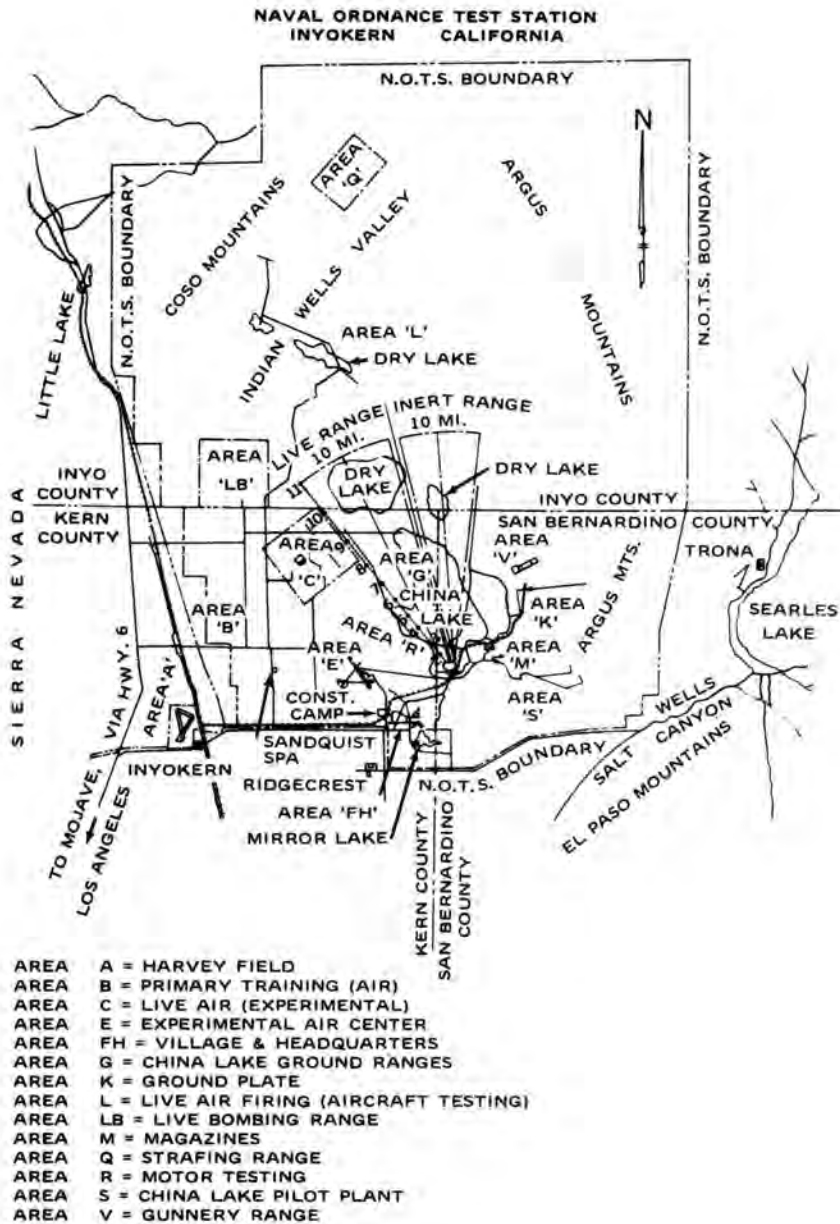 NAVAL ORDNANCE TEST STATION
INYOKERN CALIFORNIA
N.O.T.S. BOUNDARY
N
AREA
'Q'
ARGUS
COSO MOUNTAINS
INDIAN WELLS VALLEY
N.O.T.S. BOUNDARY
N.O.T.S. BOUNDARY
LITTLE LAKE
AREA 'L'
DRY LAKE
MOUNTAINS
LIVE RANGE
10 MI.
INERT RANGE
10 MI.
AREA
'LB'
DRY
LAKE
DRY LAKE
INYO
COUNTY
INYO COUNTY
KERN
COUNTY
SAN BERNARDINO COUNTY
11
10
9
8
7
AREA
'C'
AREA
'G'
AREA
'V'
TRONA
CHINA
LAKE
AREA
'B'
AREA
'K'
ARGUS MTS.
SEARLES
LAKE
SIERRA NEVADA
AREA 'R'
AREA
'E'
AREA
'M'
AREA
'S'
AREA 'A'
CONST.
CAMP
WELLS
SALT CANYON
SANDQUIST
SPA
INYOKERN
RIDGECREST
N.O.T.S. BOUNDARY
EL PASO MOUNTAINS
AREA 'FH'
MIRROR LAKE
TO MOJAVE, VIA HWY. 6
LOS ANGELES
KERN COUNTY
SAN BERNARDINO
COUNTY
AREA A = HARVEY FIELD
AREA B = PRIMARY TRAINING (AIR)
AREA C = LIVE AIR (EXPERIMENTAL)
AREA E = EXPERIMENTAL AIR CENTER
AREA FH = VILLAGE & HEADQUARTERS
AREA G = CHINA LAKE GROUND RANGES
AREA K = GROUND PLATE
AREA L = LIVE AIR FIRING (AIRCRAFT TESTING)
AREA LB = LIVE BOMBING RANGE
AREA M = MAGAZINES
AREA Q = STRAFING RANGE
AREA R = MOTOR TESTING
AREA S = CHINA LAKE PILOT PLANT
AREA V = GUNNERY RANGE